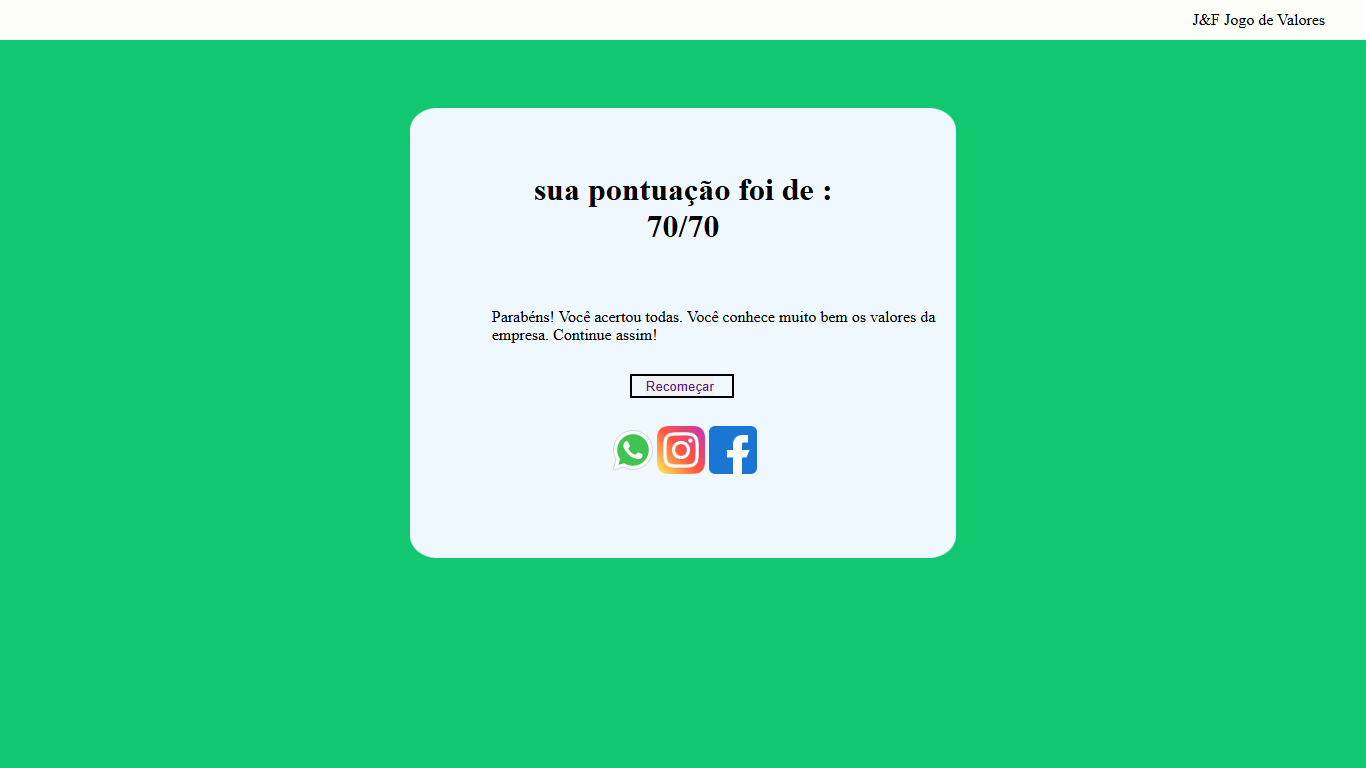 J&F Jogo de Valores
sua pontuação foi de :
70/70
Parabéns! Você acertou todas. Você conhece muito bem os valores da
empresa. Continue assim!
Recomeçar